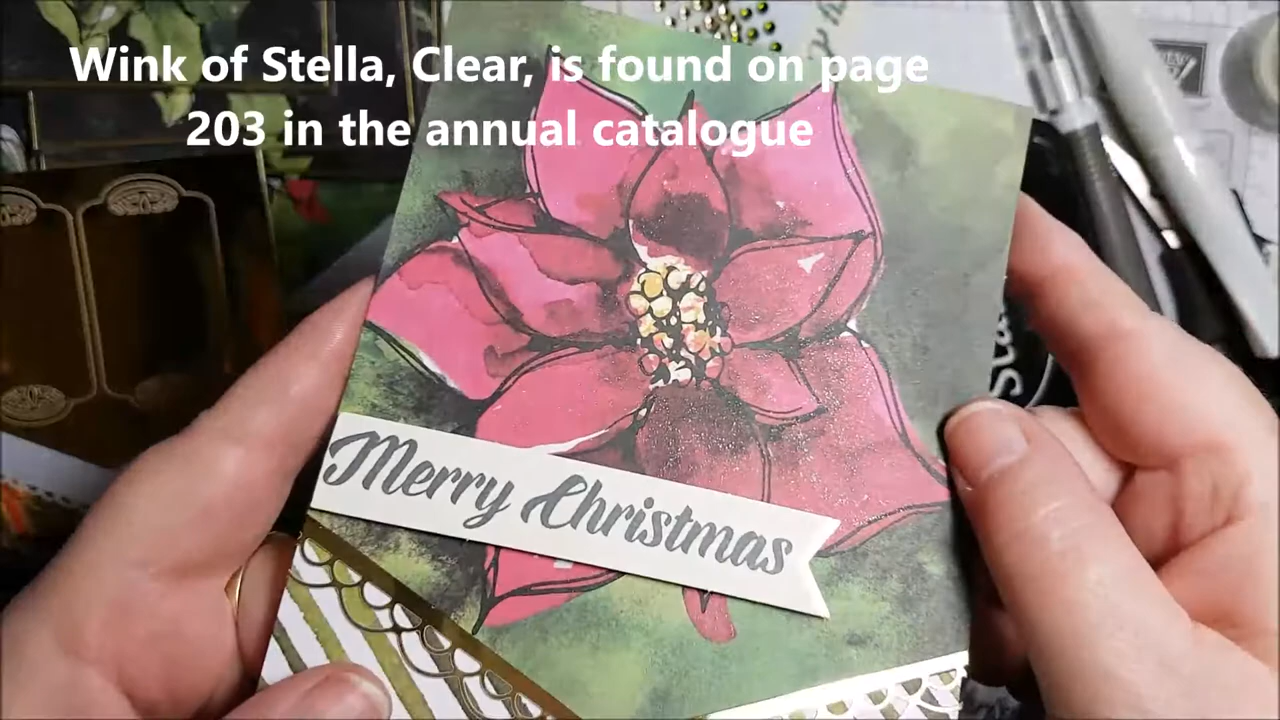 Wink of Stella, Clear, is found on page
203 in the annual catalogue
Merry Christmas